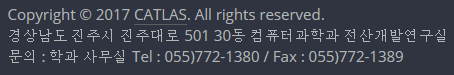 Copyright © 2017 CATLAS. All rights reserved.
경상남도 진주시 진주대로 501 30동 컴퓨터과학과 전산개발연구실
문의 : 학과 사무실 Tel : 055)772-1380 / Fax : 055)772-1389